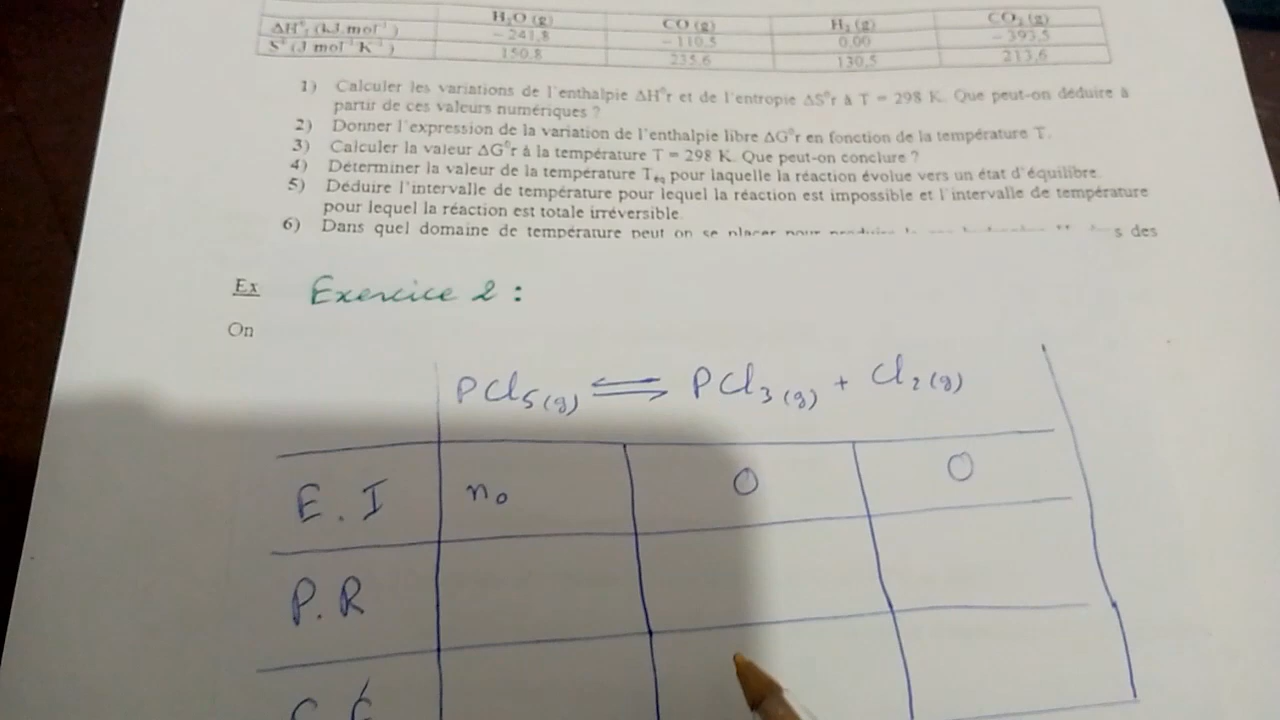 H₂O (g) CO (g) H₂ (g) CO₂ (g)
ΔH°f (kJ.mol⁻¹) −241,8 −110,5 0,00 −393,5
S° (J mol⁻¹K⁻¹) 150,8 235,6 130,5 213,6
1) Calculer les variations de l'enthalpie ΔH°r et de l'entropie ΔS°r à T = 298 K. Que peut-on déduire à
partir de ces valeurs numériques ?
2) Donner l'expression de la variation de l'enthalpie libre ΔG°r en fonction de la température T.
3) Calculer la valeur ΔG°r à la température T = 298 K. Que peut-on conclure ?
4) Déterminer la valeur de la température Teq pour laquelle la réaction évolue vers un état d'équilibre.
5) Déduire l'intervalle de température pour lequel la réaction est impossible et l'intervalle de température
pour lequel la réaction est totale irréversible.
6) Dans quel domaine de température peut on se placer pour produire s des
Ex Exercice 2 :
On
PCl₅(g) ⇌ PCl₃(g) + Cl₂(g)
E.I n₀ 0 0
P.R